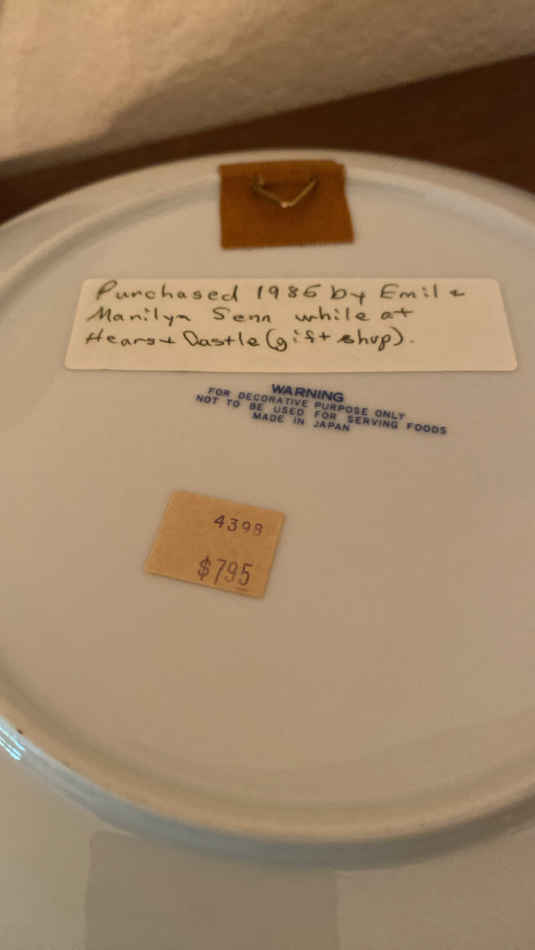 Purchased 1986 by Emil &
Marilyn Senn while at
Hearst Castle (gift shop).
WARNING
FOR DECORATIVE PURPOSE ONLY
NOT TO BE USED FOR SERVING FOODS
MADE IN JAPAN
4398
$795